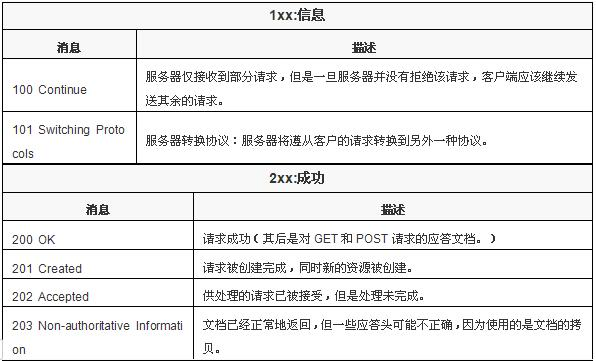 1xx:信息
消息 描述
100 Continue
服务器仅接收到部分请求，但是一旦服务器并没有拒绝该请求，客户端应该继续发
送其余的请求。
101 Switching Proto
cols
服务器转换协议：服务器将遵从客户的请求转换到另外一种协议。
2xx:成功
消息 描述
200 OK
请求成功（其后是对 GET 和 POST 请求的应答文档。）
201 Created
请求被创建完成，同时新的资源被创建。
202 Accepted
供处理的请求已被接受，但是处理未完成。
203 Non-authoritative Informati
on
文档已经正常地返回，但一些应答头可能不正确，因为使用的是文档的拷
贝。